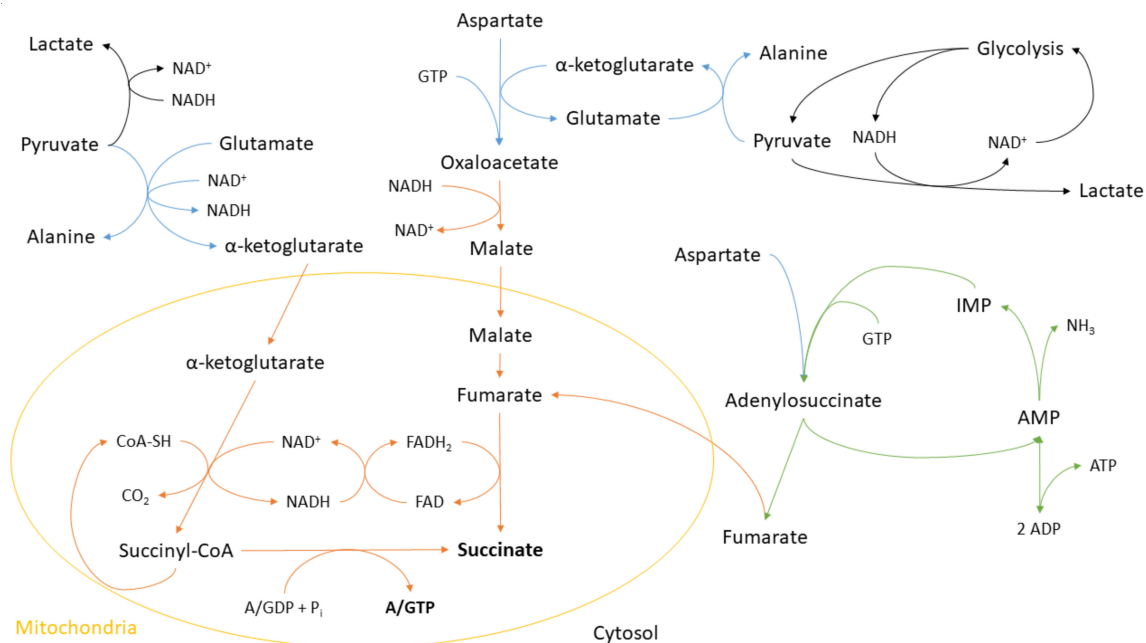 Aspartate
Lactate
Glycolysis
Alanine
α-ketoglutarate
NAD⁺
GTP
NADH
Glutamate
Pyruvate
Glutamate
Pyruvate
NADH
NAD⁺
Oxaloacetate
NAD⁺
NADH
Lactate
NADH
NAD⁺
Alanine
α-ketoglutarate
Malate
Aspartate
IMP
NH₃
Malate
GTP
α-ketoglutarate
Fumarate
Adenylosuccinate
AMP
CoA-SH
NAD⁺
FADH₂
ATP
CO₂
NADH
FAD
2 ADP
Fumarate
Succinyl-CoA
Succinate
A/GDP + Pᵢ
A/GTP
Mitochondria
Cytosol